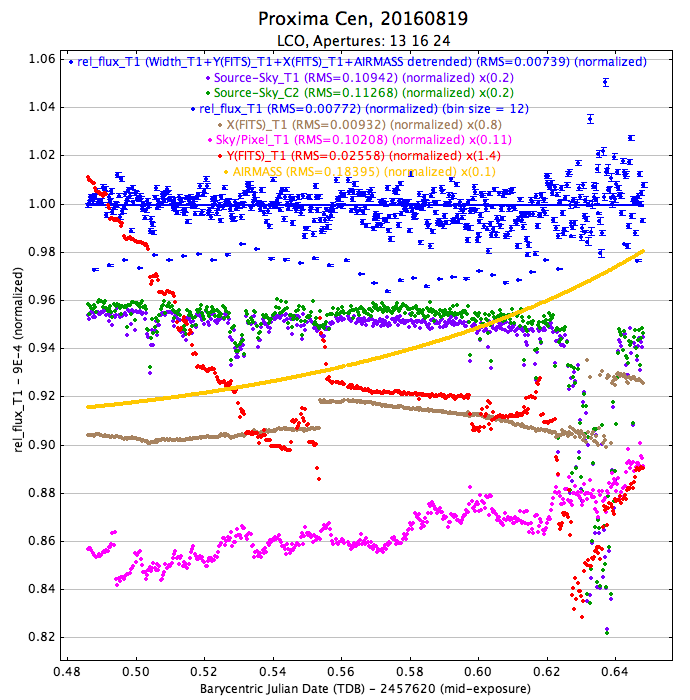 Proxima Cen, 20160819
LCO, Apertures: 13 16 24
rel_flux_T1 (Width_T1+Y(FITS)_T1+X(FITS)_T1+AIRMASS detrended) (RMS=0.00739) (normalized)
Source-Sky_T1 (RMS=0.10942) (normalized) x(0.2)
Source-Sky_C2 (RMS=0.11268) (normalized) x(0.2)
rel_flux_T1 (RMS=0.00772) (normalized) (bin size = 12)
X(FITS)_T1 (RMS=0.00932) (normalized) x(0.8)
Sky/Pixel_T1 (RMS=0.10208) (normalized) x(0.11)
Y(FITS)_T1 (RMS=0.02558) (normalized) x(1.4)
AIRMASS (RMS=0.18395) (normalized) x(0.1)
rel_flux_T1 - 9E-4 (normalized)
1.06
1.04
1.02
1.00
0.98
0.96
0.94
0.92
0.90
0.88
0.86
0.84
0.82
0.48 0.50 0.52 0.54 0.56 0.58 0.60 0.62 0.64
Barycentric Julian Date (TDB) - 2457620 (mid-exposure)